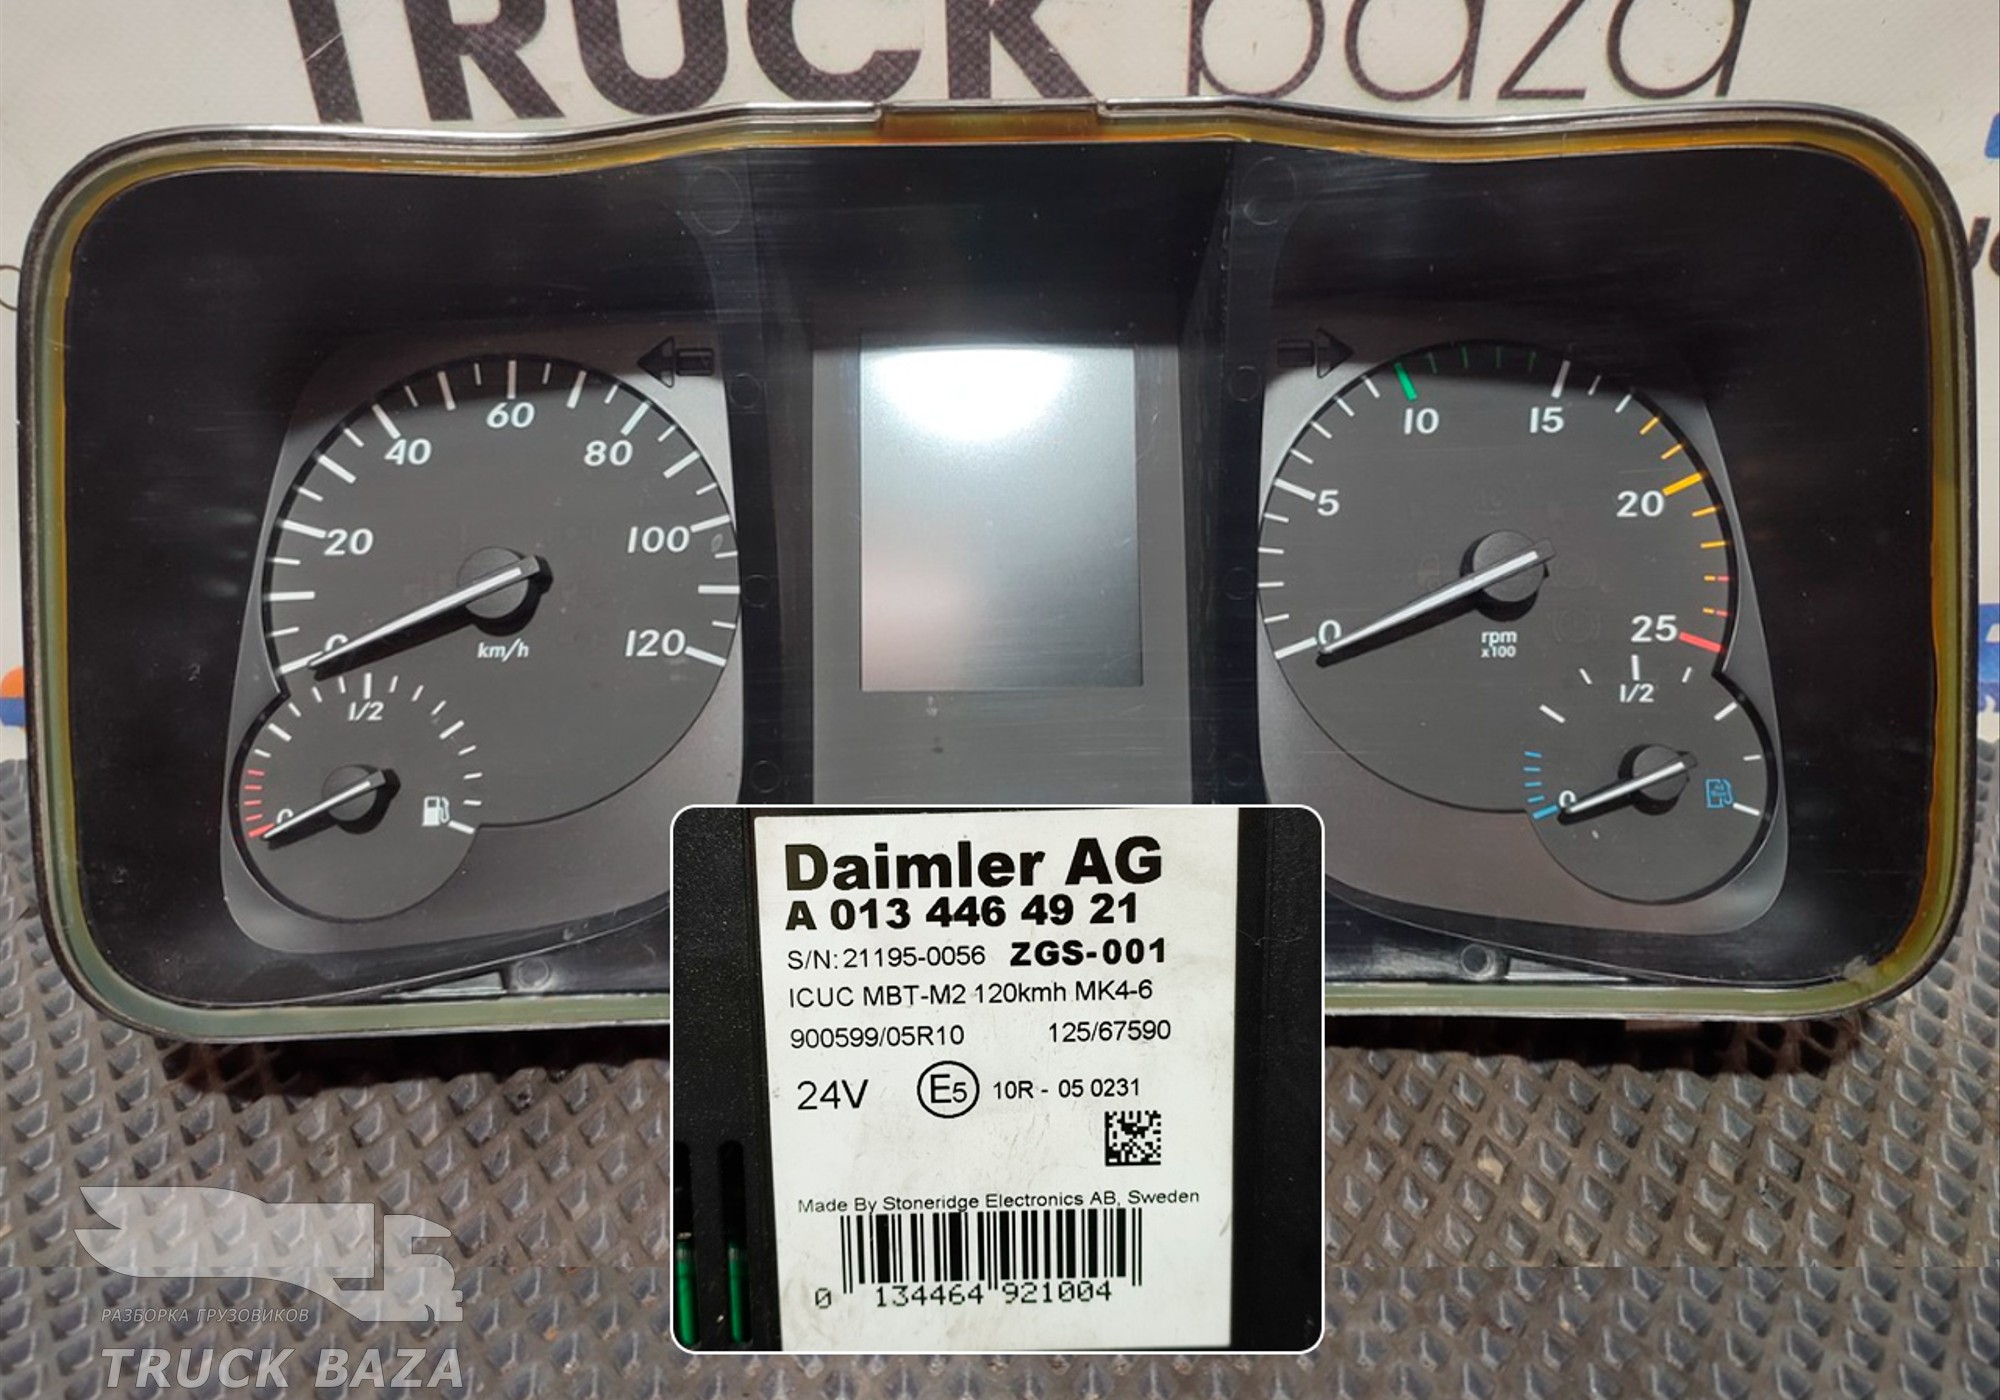 TRUCK baza
20
40
60
80
100
120
0
km/h
0
1/2
0
5
10
15
20
25
rpm
x100
1/2
0
Daimler AG
A 013 446 49 21
S/N: 21195-0056 ZGS-001
ICUC MBT-M2 120kmh MK4-6
900599/05R10 125/67590
24V E5 10R - 05 0231
Made By Stoneridge Electronics AB, Sweden
0 134464 921004
РАЗБОРКА ГРУЗОВИКОВ
TRUCK BAZA